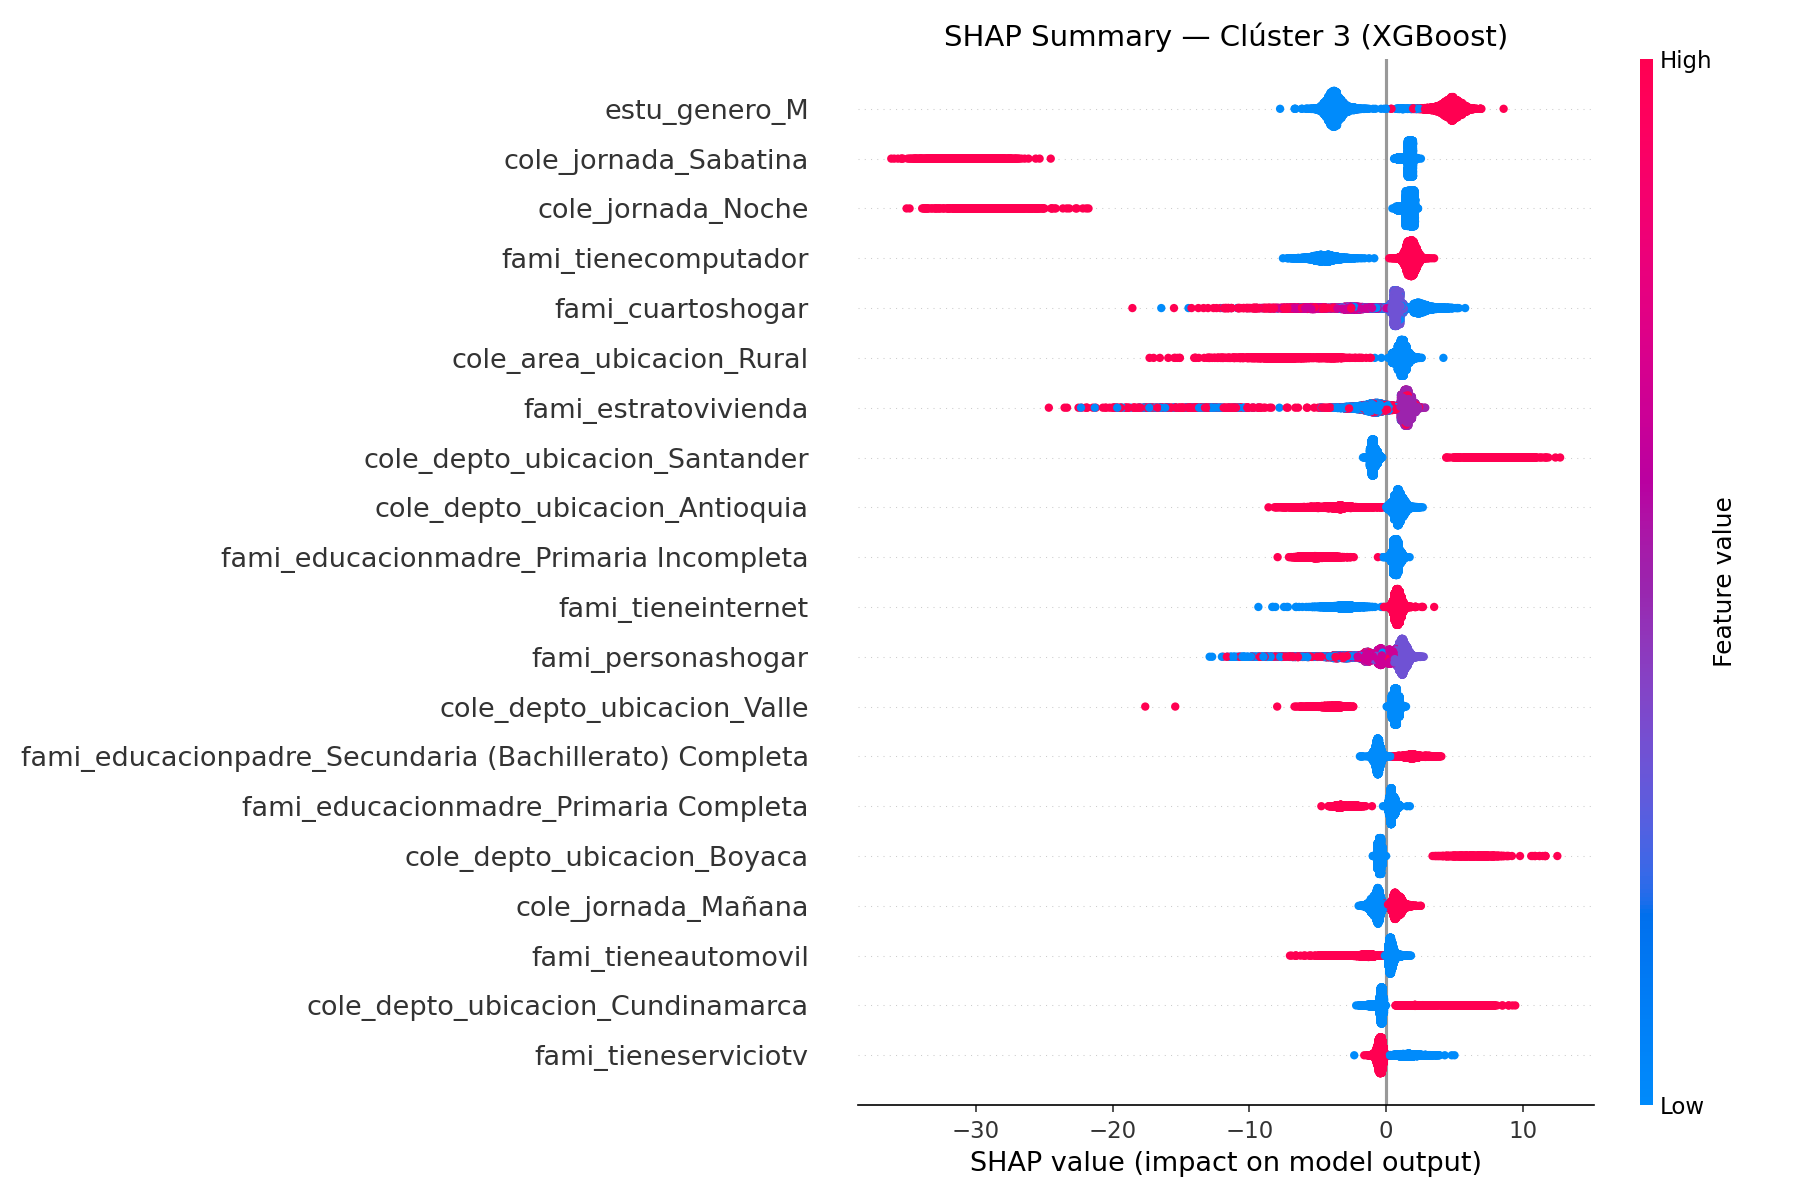 SHAP Summary — Clúster 3 (XGBoost)
High
estu_genero_M
cole_jornada_Sabatina
cole_jornada_Noche
fami_tienecomputador
fami_cuartoshogar
cole_area_ubicacion_Rural
fami_estratovivienda
cole_depto_ubicacion_Santander
cole_depto_ubicacion_Antioquia
fami_educacionmadre_Primaria Incompleta
fami_tieneinternet
fami_personashogar
cole_depto_ubicacion_Valle
fami_educacionpadre_Secundaria (Bachillerato) Completa
fami_educacionmadre_Primaria Completa
cole_depto_ubicacion_Boyaca
cole_jornada_Mañana
fami_tieneautomovil
cole_depto_ubicacion_Cundinamarca
fami_tieneserviciotv
Feature value
Low
−30 −20 −10 0 10
SHAP value (impact on model output)